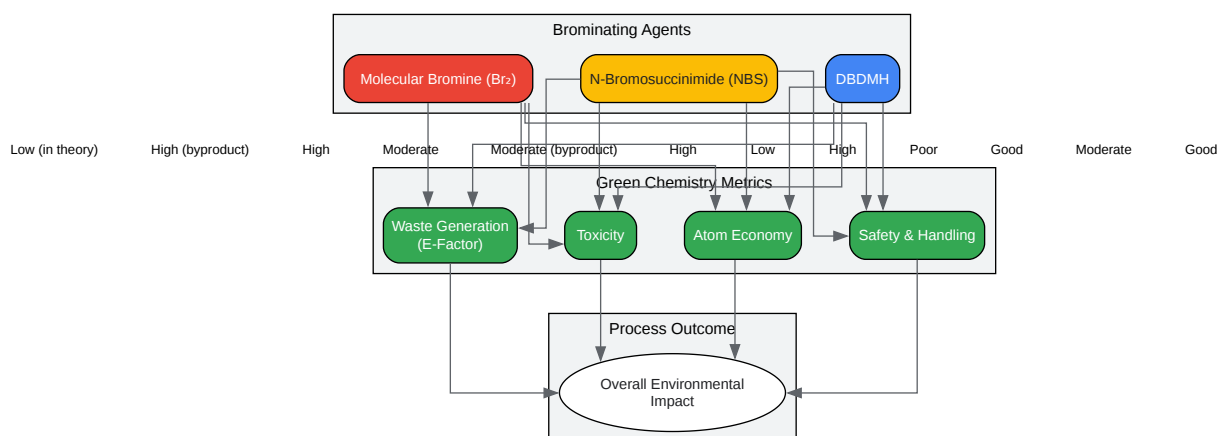 Brominating Agents
Molecular Bromine (Br₂)
N-Bromosuccinimide (NBS)
DBDMH
Low (in theory)
High (byproduct)
High
Moderate
Moderate (byproduct)
High
Low
High
Poor
Good
Moderate
Good
Green Chemistry Metrics
Waste Generation
(E-Factor)
Toxicity
Atom Economy
Safety & Handling
Process Outcome
Overall Environmental
Impact